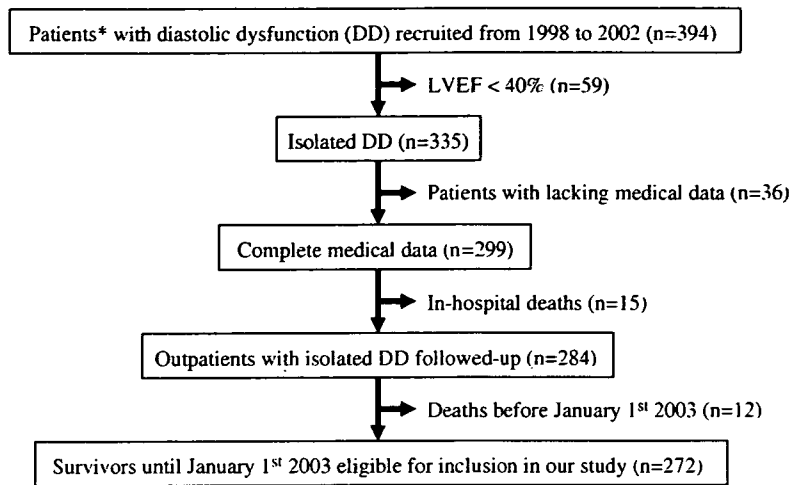 Patients* with diastolic dysfunction (DD) recruited from 1998 to 2002 (n=394)
LVEF < 40% (n=59)
Isolated DD (n=335)
Patients with lacking medical data (n=36)
Complete medical data (n=299)
In-hospital deaths (n=15)
Outpatients with isolated DD followed-up (n=284)
Deaths before January 1st 2003 (n=12)
Survivors until January 1st 2003 eligible for inclusion in our study (n=272)